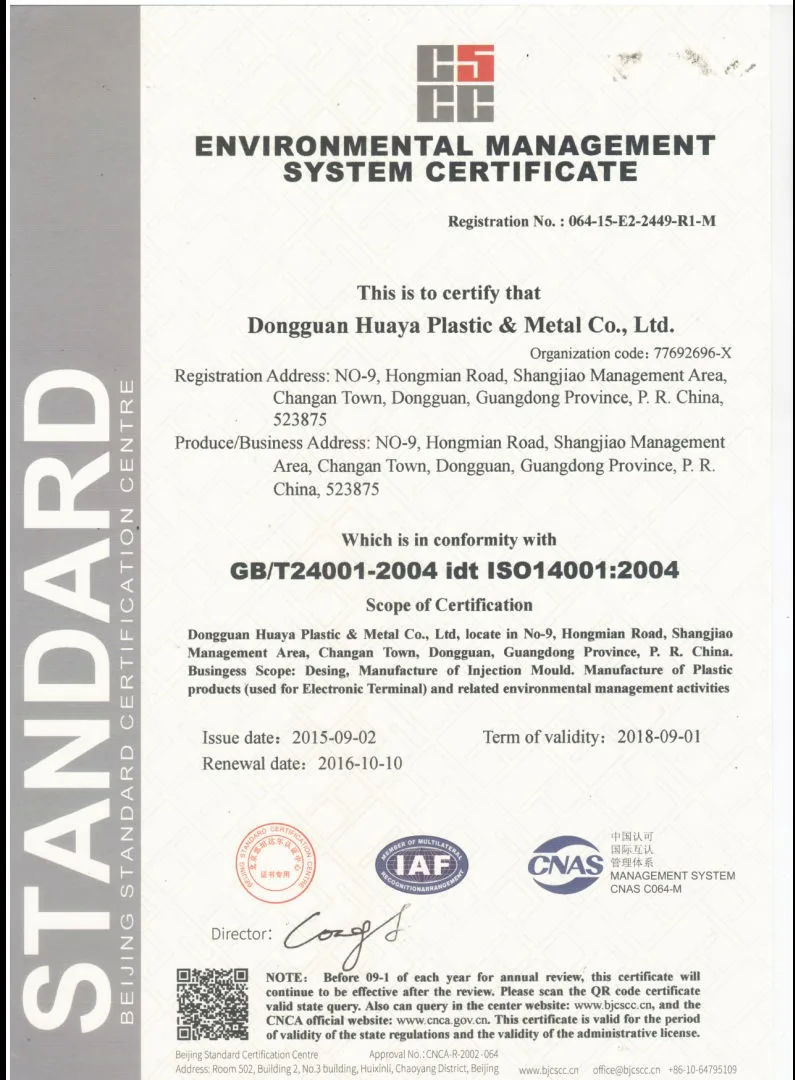 CSCC
ENVIRONMENTAL MANAGEMENT
SYSTEM CERTIFICATE
Registration No. : 064-15-E2-2449-R1-M
This is to certify that
Dongguan Huaya Plastic & Metal Co., Ltd.
Organization code: 77692696-X
Registration Address: NO-9, Hongmian Road, Shangjiao Management Area,
Changan Town, Dongguan, Guangdong Province, P. R. China,
523875
Produce/Business Address: NO-9, Hongmian Road, Shangjiao Management
Area, Changan Town, Dongguan, Guangdong Province, P. R.
China, 523875
Which is in conformity with
GB/T24001-2004 idt ISO14001:2004
Scope of Certification
Dongguan Huaya Plastic & Metal Co., Ltd, locate in No-9, Hongmian Road, Shangjiao
Management Area, Changan Town, Dongguan, Guangdong Province, P. R. China.
Busingess Scope: Desing, Manufacture of Injection Mould. Manufacture of Plastic
products (used for Electronic Terminal) and related environmental management activities
Issue date: 2015-09-02
Term of validity: 2018-09-01
Renewal date: 2016-10-10
BEIJING STANDARD CERTIFICATION CENTRE
证书专用
MEMBER OF MULTILATERAL
IAF
RECOGNITIONARRANGEMENT
CNAS
中国认可
国际互认
管理体系
MANAGEMENT SYSTEM
CNAS C064-M
Director:
NOTE: Before 09-1 of each year for annual review, this certificate will
continue to be effective after the review. Please scan the QR code certificate
valid state query. Also can query in the center website: www.bjcscc.cn, and the
CNCA official website: www.cnca.gov.cn. This certificate is valid for the period
of validity of the state regulations and the validity of the administrative license.
Beijing Standard Certification Centre
Approval No.:CNCA-R-2002-064
Address: Room 502, Building 2, No.3 building, Huixinli, Chaoyang District, Beijing
www.bjcscc.cn office@bjcscc.cn +86-10-64795109
STANDARD
BEIJING STANDARD CERTIFICATION CENTRE